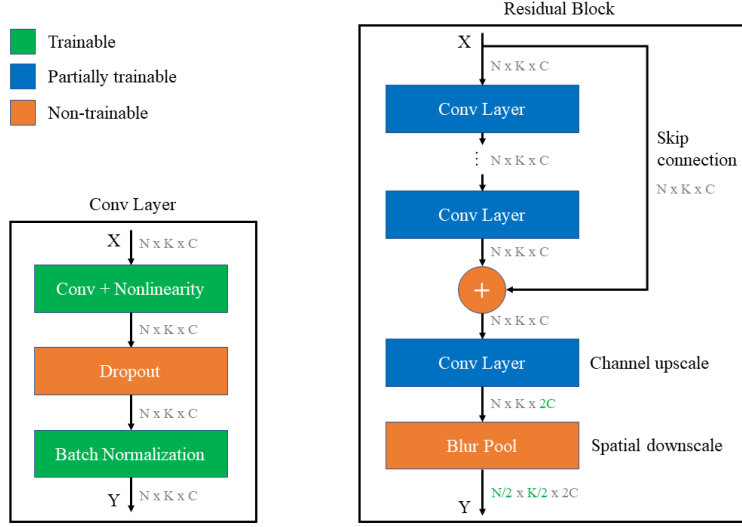 Trainable
Partially trainable
Non-trainable
Conv Layer
X
N x K x C
Conv + Nonlinearity
N x K x C
Dropout
N x K x C
Batch Normalization
Y
N x K x C
Residual Block
X
N x K x C
Conv Layer
⋮
N x K x C
Skip
connection
N x K x C
Conv Layer
N x K x C
+
N x K x C
Conv Layer
Channel upscale
N x K x 2C
Blur Pool
Spatial downscale
N/2 x K/2 x 2C
Y